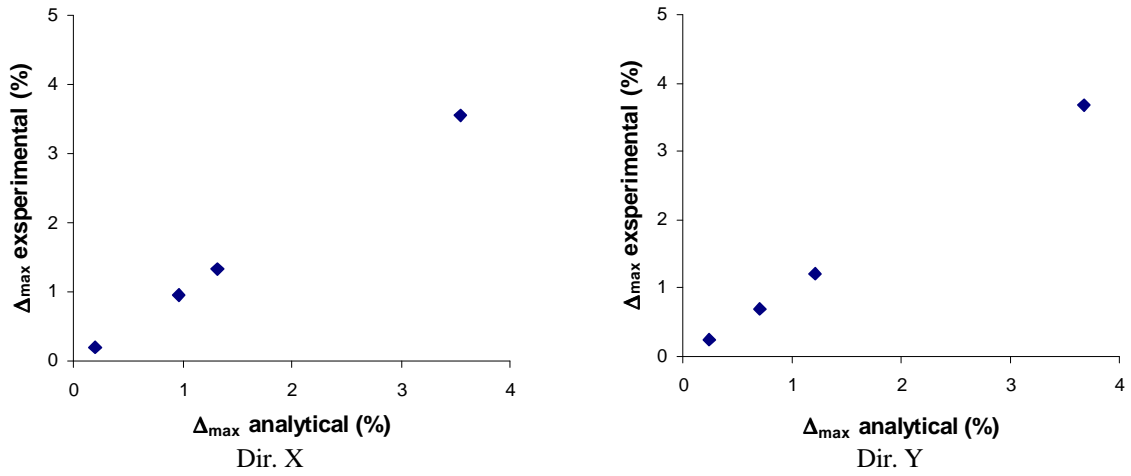 5
4
3
2
1
0
Δmax exsperimental (%)
0 1 2 3 4
Δmax analytical (%)
Dir. X
5
4
3
2
1
0
Δmax exsperimental (%)
0 1 2 3 4
Δmax analytical (%)
Dir. Y